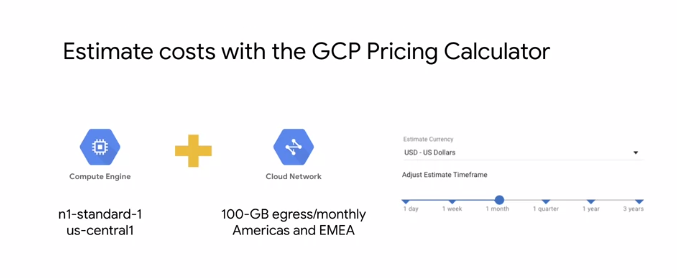 Estimate costs with the GCP Pricing Calculator
Compute Engine
n1-standard-1
us-central1
Cloud Network
100-GB egress/monthly
Americas and EMEA
Estimate Currency
USD - US Dollars
Adjust Estimate Timeframe
1 day 1 week 1 month 1 quarter 1 year 3 years